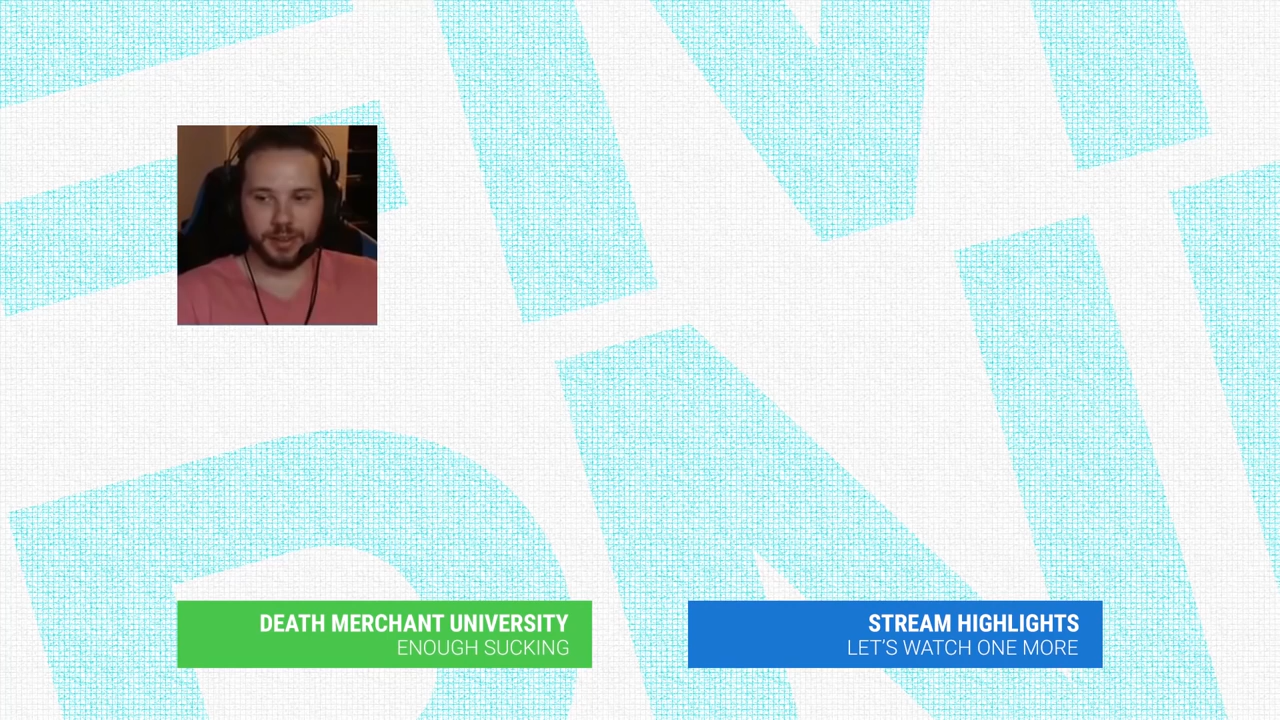 DEATH MERCHANT UNIVERSITY
ENOUGH SUCKING
STREAM HIGHLIGHTS
LET'S WATCH ONE MORE